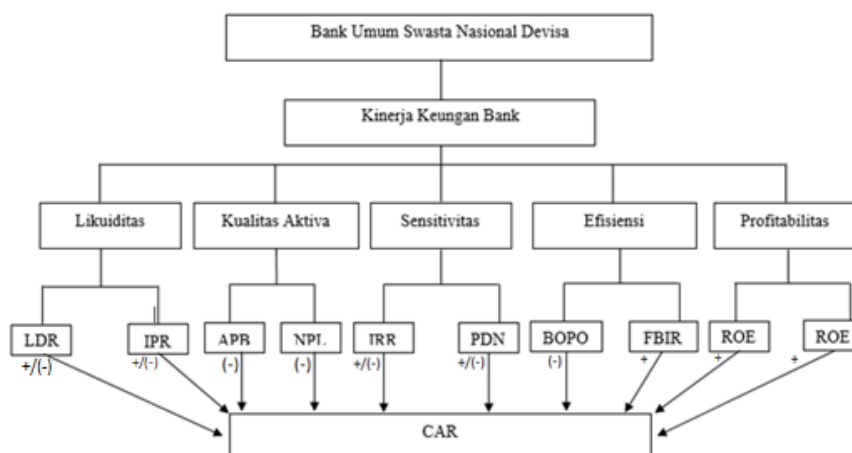 Bank Umum Swasta Nasional Devisa
Kinerja Keungan Bank
Likuiditas Kualitas Aktiva Sensitivitas Efisiensi Profitabilitas
LDR IPR APB NPL IRR PDN BOPO FBIR ROE ROE
+/(-) +/(-) (-) (-) +/(-) +/(-) (-) + + +
CAR